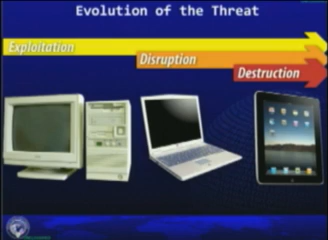 Evolution of the Threat
Exploitation
Disruption
Destruction